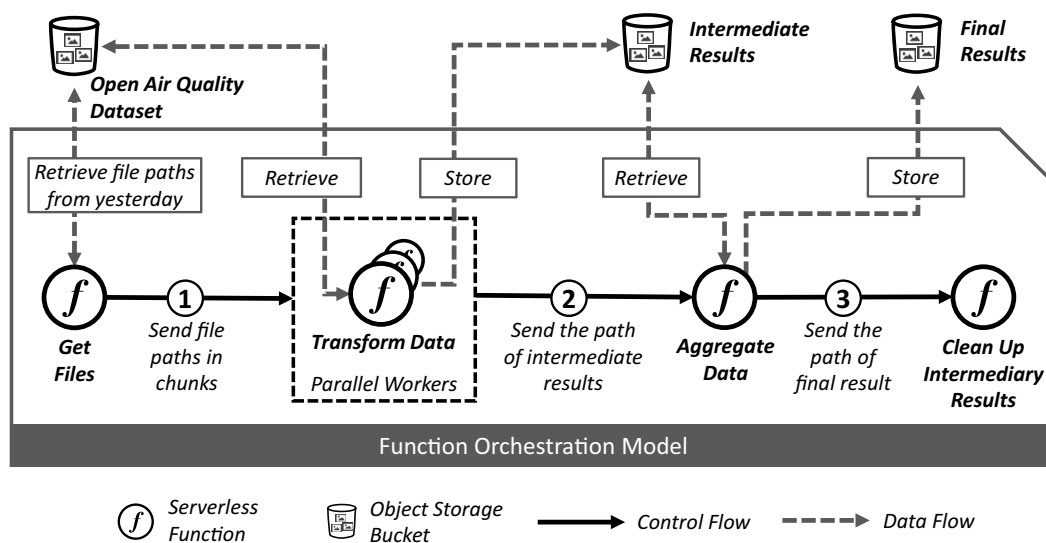 Open Air Quality
Dataset
Intermediate
Results
Final
Results
Retrieve file paths
from yesterday
Retrieve
Store
Retrieve
Store
f
f
f
f
f
f
1
2
3
Get
Files
Send file
paths in
chunks
Transform Data
Parallel Workers
Send the path
of intermediate
results
Aggregate
Data
Send the
path of
final result
Clean Up
Intermediary
Results
Function Orchestration Model
f
Serverless
Function
Object Storage
Bucket
Control Flow
Data Flow